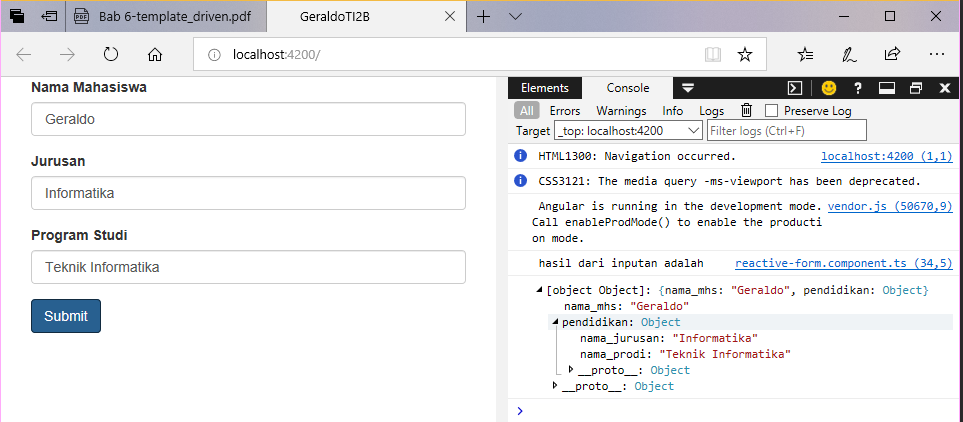 Bab 6-template_driven.pdf
GeraldoTI2B
localhost:4200/
Nama Mahasiswa
Geraldo
Jurusan
Informatika
Program Studi
Teknik Informatika
Submit
Elements Console
All Errors Warnings Info Logs Preserve Log
Target _top: localhost:4200 Filter logs (Ctrl+F)
HTML1300: Navigation occurred. localhost:4200 (1,1)
CSS3121: The media query -ms-viewport has been deprecated.
Angular is running in the development mode. vendor.js (50670,9)
Call enableProdMode() to enable the producti
on mode.
hasil dari inputan adalah reactive-form.component.ts (34,5)
[object Object]: {nama_mhs: "Geraldo", pendidikan: Object}
nama_mhs: "Geraldo"
pendidikan: Object
nama_jurusan: "Informatika"
nama_prodi: "Teknik Informatika"
__proto__: Object
__proto__: Object